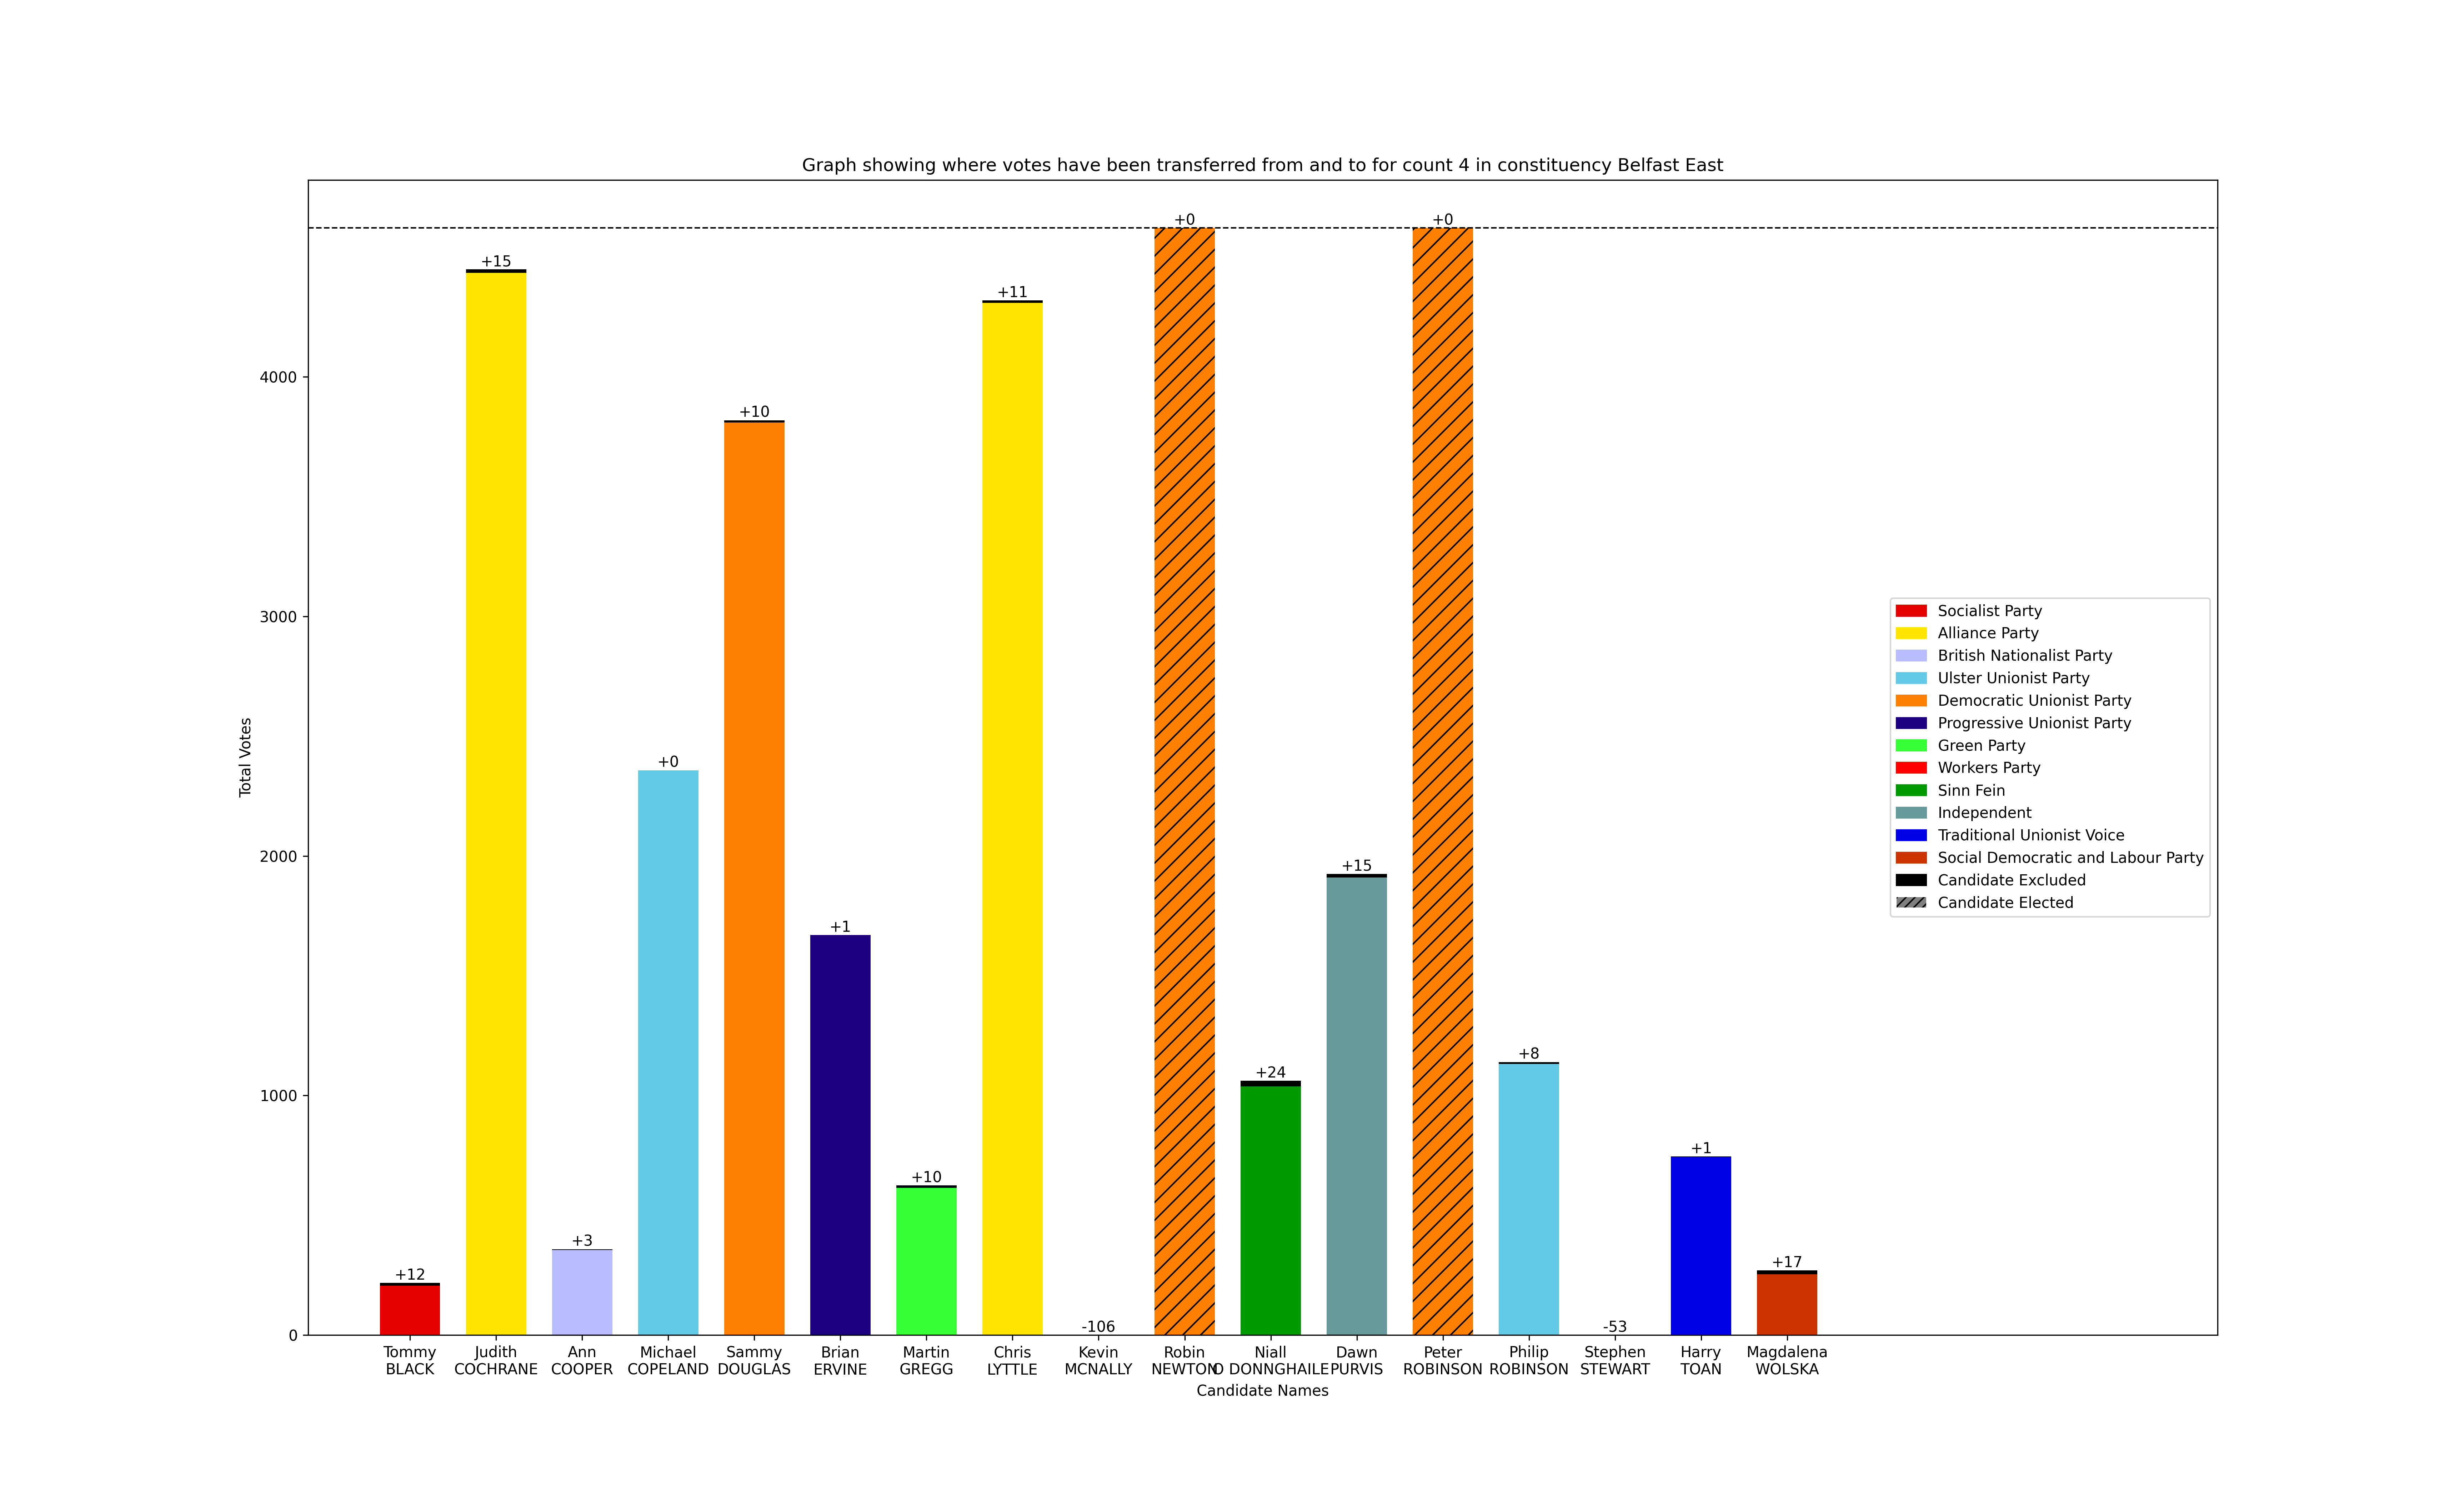 Graph showing where votes have been transferred from and to for count 4 in constituency Belfast East
+0
+0
+15
+11
+10
+0
+1
+15
+24
+8
+10
+1
+3
+12
+17
-106
-53
4000
3000
2000
1000
0
Total Votes
Socialist Party
Alliance Party
British Nationalist Party
Ulster Unionist Party
Democratic Unionist Party
Progressive Unionist Party
Green Party
Workers Party
Sinn Fein
Independent
Traditional Unionist Voice
Social Democratic and Labour Party
Candidate Excluded
Candidate Elected
Tommy
BLACK
Judith
COCHRANE
Ann
COOPER
Michael
COPELAND
Sammy
DOUGLAS
Brian
ERVINE
Martin
GREGG
Chris
LYTTLE
Kevin
MCNALLY
Robin
NEWTON
Niall
O DONNGHAILE
Dawn
PURVIS
Peter
ROBINSON
Philip
ROBINSON
Stephen
STEWART
Harry
TOAN
Magdalena
WOLSKA
Candidate Names